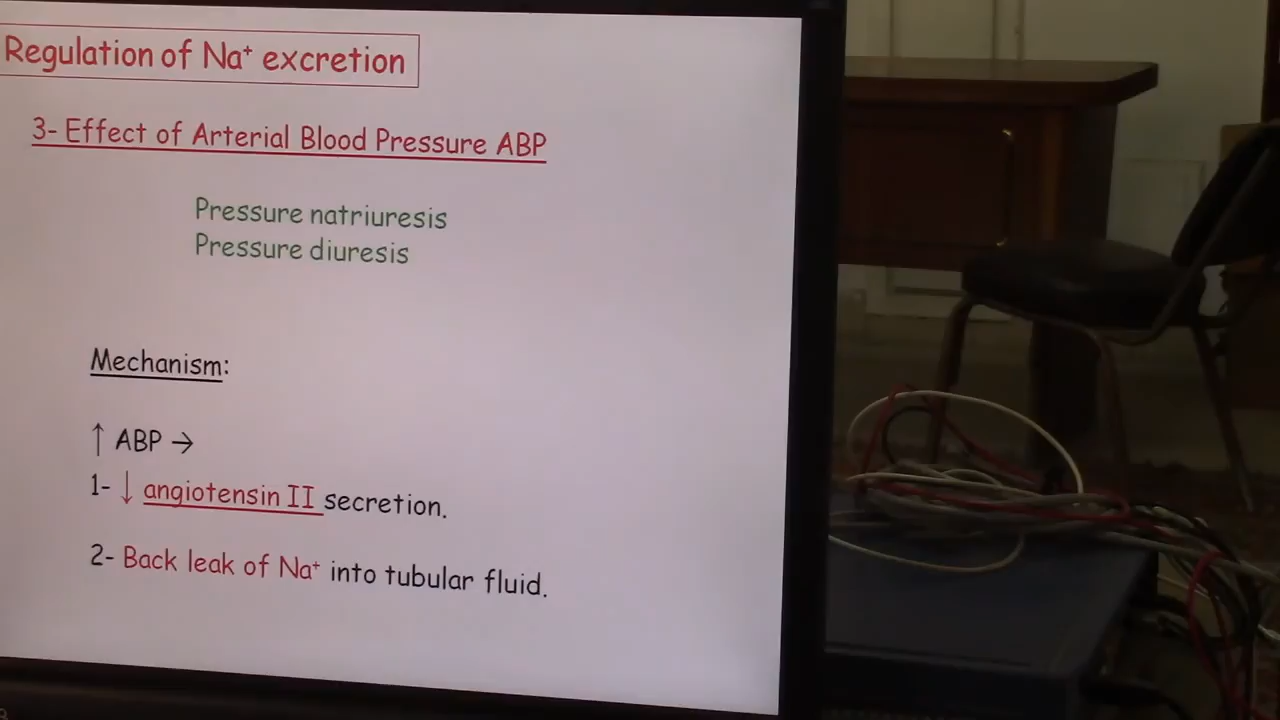 Regulation of Na⁺ excretion
3- Effect of Arterial Blood Pressure ABP
Pressure natriuresis
Pressure diuresis
Mechanism:
↑ ABP →
1- ↓ angiotensin II secretion.
2- Back leak of Na⁺ into tubular fluid.